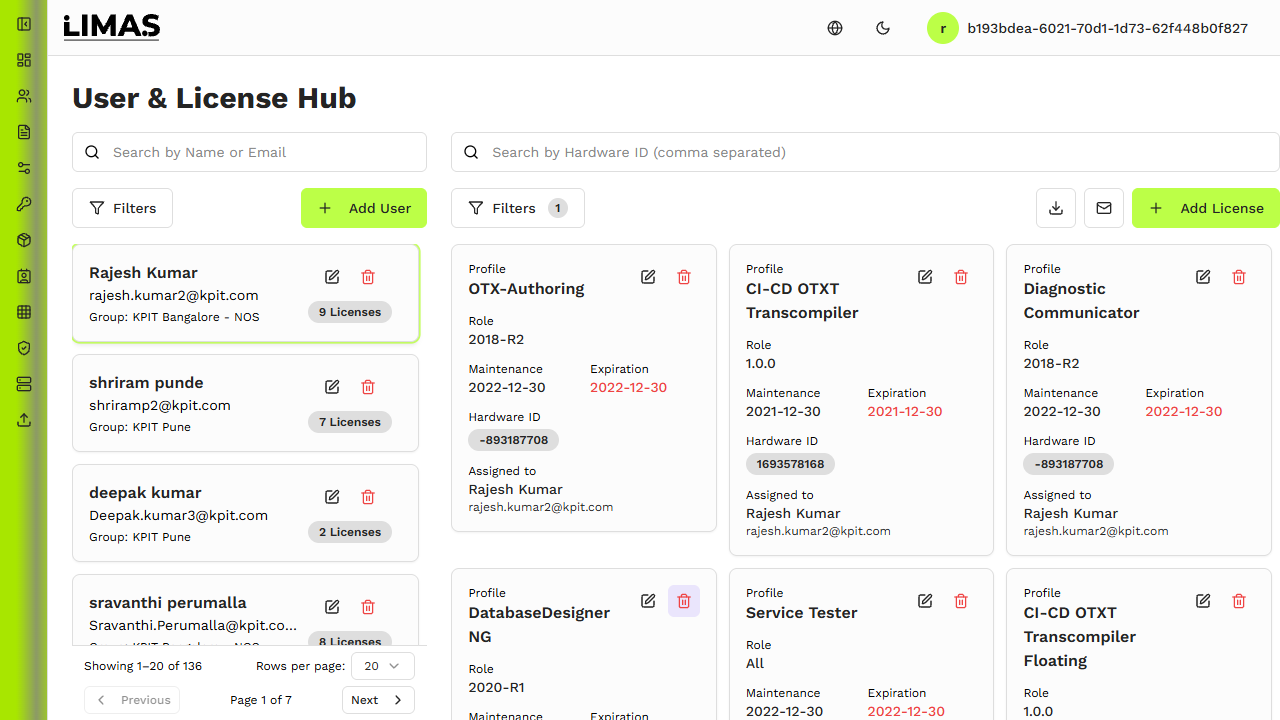 LIMAS
r
b193bdea-6021-70d1-1d73-62f448b0f827
User & License Hub
Search by Name or Email
Search by Hardware ID (comma separated)
Filters
Add User
Filters
1
Add License
Rajesh Kumar
rajesh.kumar2@kpit.com
Group: KPIT Bangalore - NOS
9 Licenses
shriram punde
shriramp2@kpit.com
Group: KPIT Pune
7 Licenses
deepak kumar
Deepak.kumar3@kpit.com
Group: KPIT Pune
2 Licenses
sravanthi perumalla
Sravanthi.Perumalla@kpit.co...
Group: KPIT Bangalore - NOS
8 Licenses
Showing 1–20 of 136
Rows per page:
20
Previous
Page 1 of 7
Next
Profile
OTX-Authoring
Role
2018-R2
Maintenance
Expiration
2022-12-30
2022-12-30
Hardware ID
-893187708
Assigned to
Rajesh Kumar
rajesh.kumar2@kpit.com
Profile
CI-CD OTXT
Transcompiler
Role
1.0.0
Maintenance
Expiration
2021-12-30
2021-12-30
Hardware ID
1693578168
Assigned to
Rajesh Kumar
rajesh.kumar2@kpit.com
Profile
Diagnostic
Communicator
Role
2018-R2
Maintenance
Expiration
2022-12-30
2022-12-30
Hardware ID
-893187708
Assigned to
Rajesh Kumar
rajesh.kumar2@kpit.com
Profile
DatabaseDesigner
NG
Role
2020-R1
Maintenance
Expiration
Profile
Service Tester
Role
All
Maintenance
Expiration
2022-12-30
2022-12-30
Profile
CI-CD OTXT
Transcompiler
Floating
Role
1.0.0